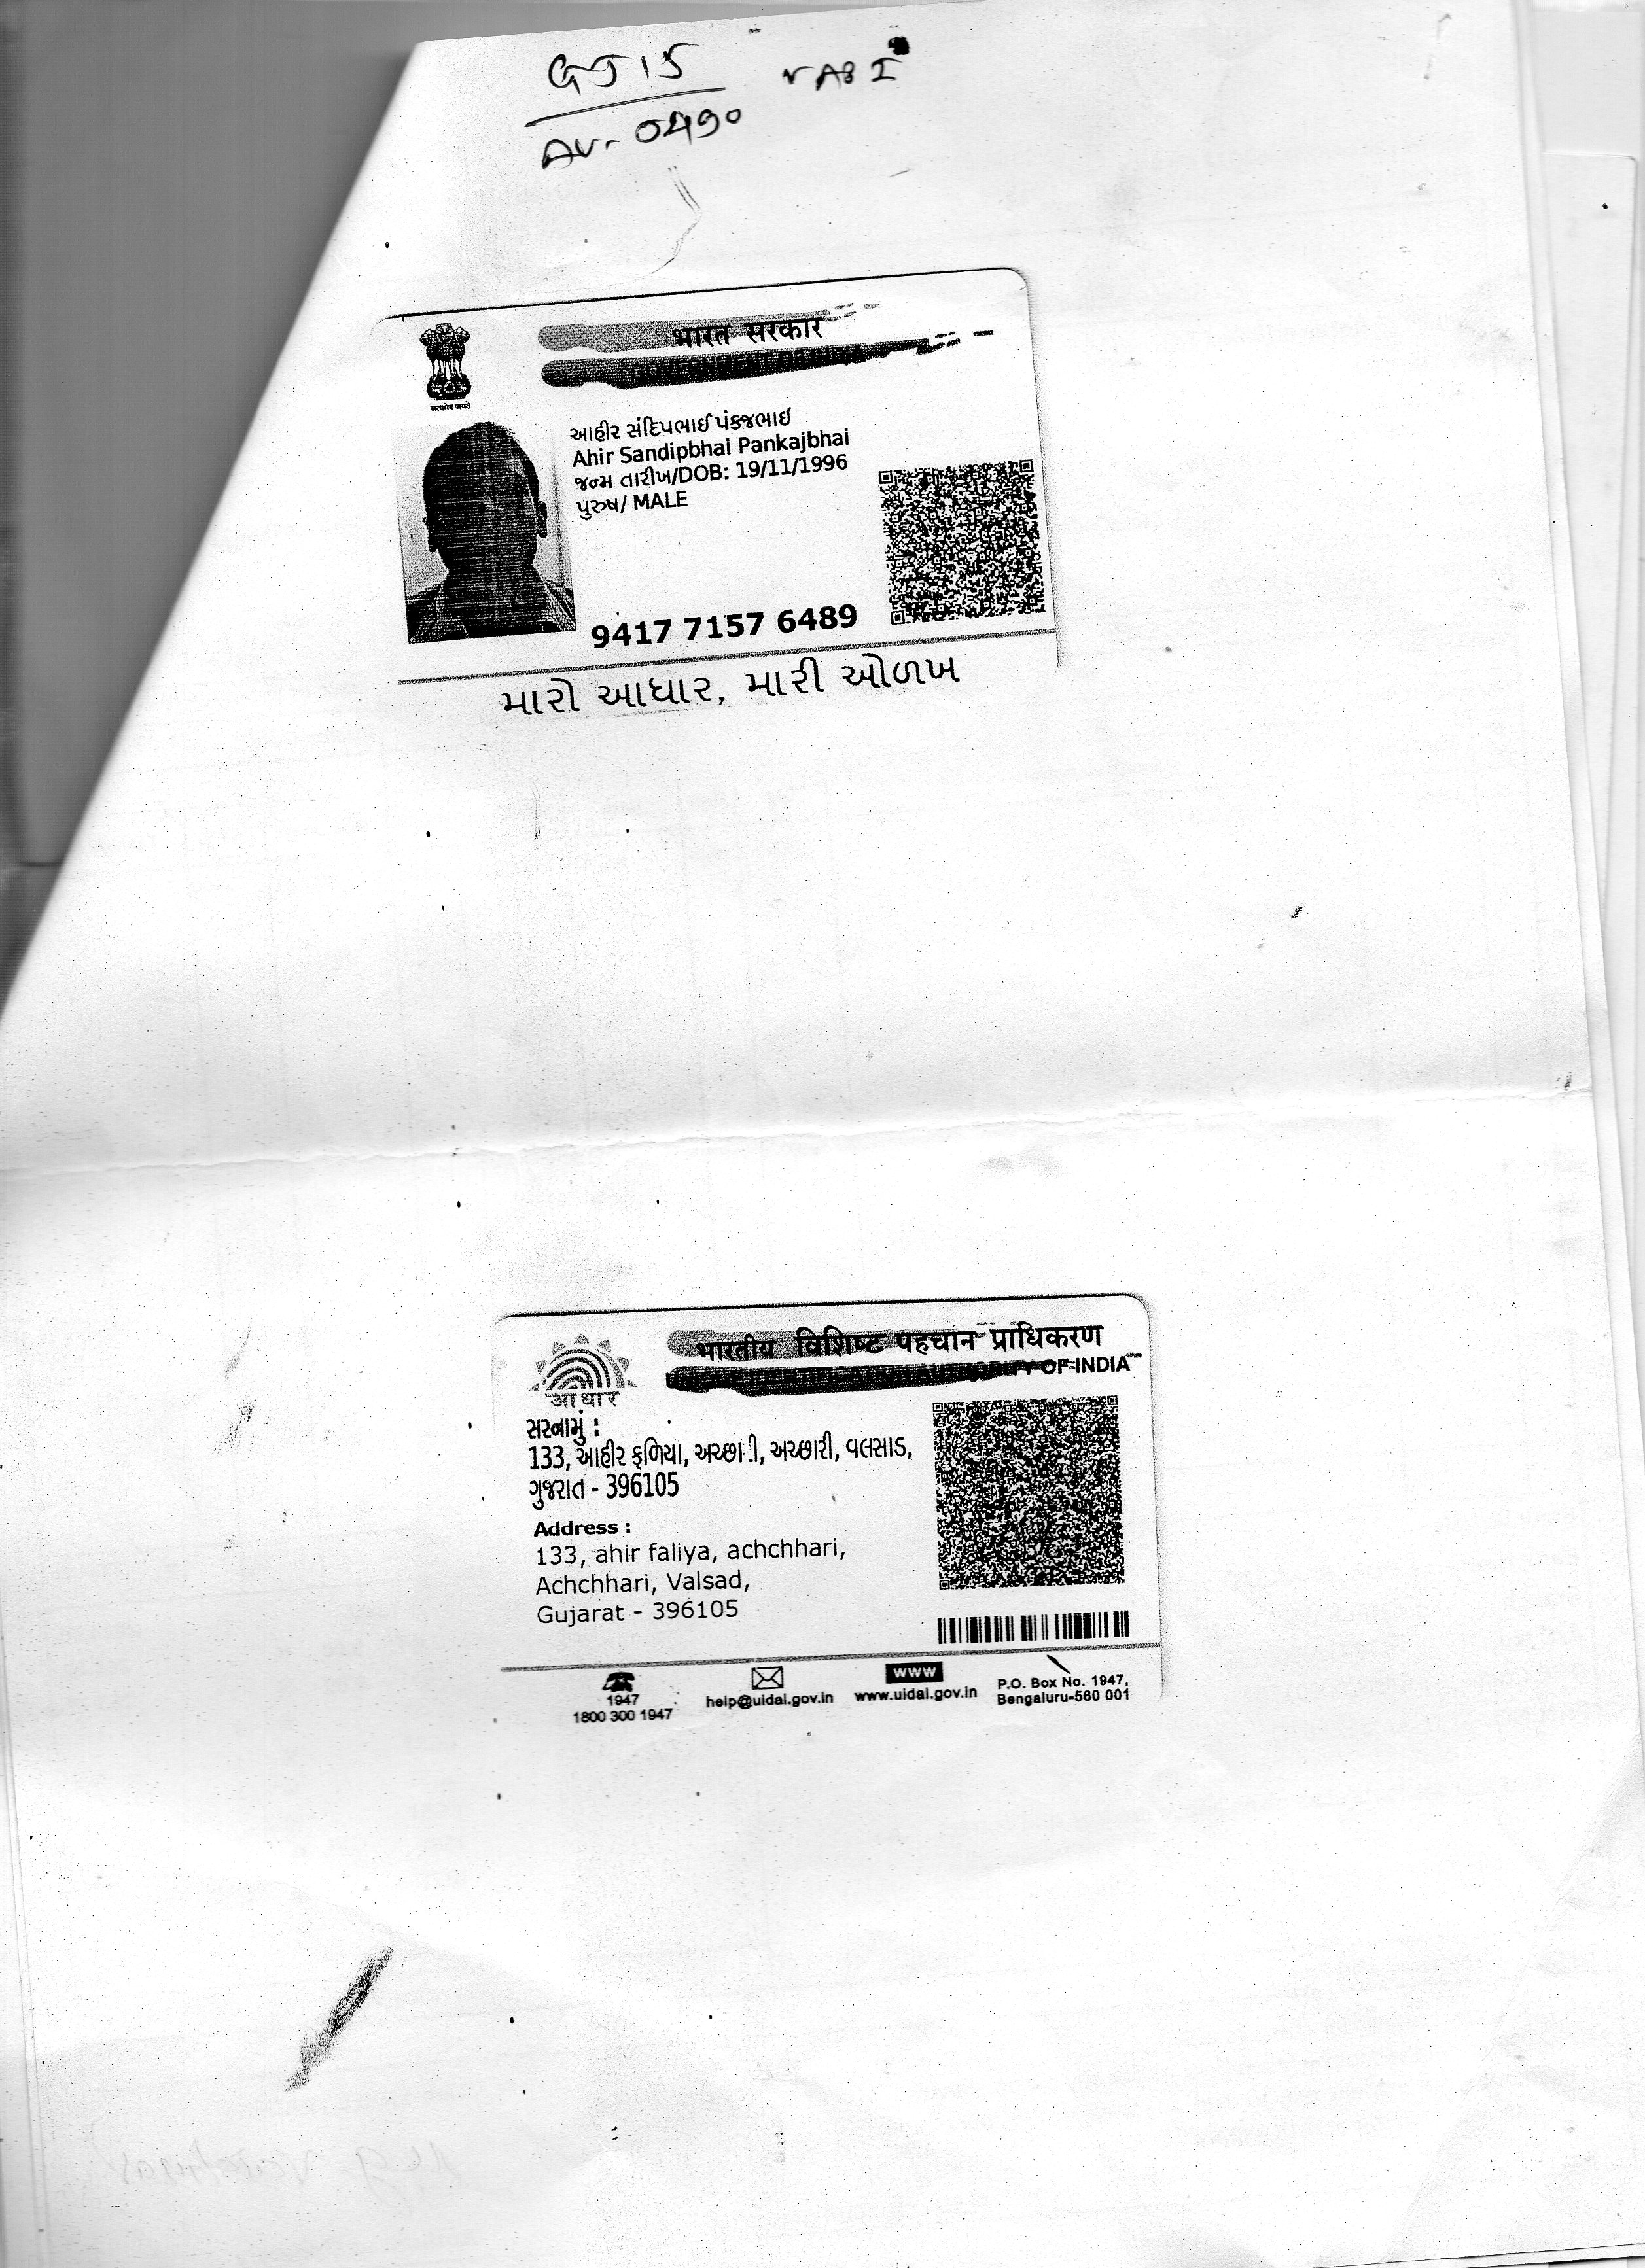 GJ15 VABI
AV-0490
सत्यमेव जयते
भारत सरकार
GOVERNMENT OF INDIA
આહીર સંદિપભાઈ પંકજભાઈ
Ahir Sandipbhai Pankajbhai
જન્મ તારીખ/DOB: 19/11/1996
પુરુષ/ MALE
9417 7157 6489
મારો આધાર, મારી ઓળખ
भारतीय विशिष्ट पहचान प्राधिकरण
UNIQUE IDENTIFICATION AUTHORITY OF INDIA
आधार
સરનામું :
133, આહીર ફળિયા, અચ્છારી, અચ્છારી, વલસાડ,
ગુજરાત - 396105
Address :
133, ahir faliya, achchhari,
Achchhari, Valsad,
Gujarat - 396105
1947
1800 300 1947
help@uidai.gov.in
www
www.uidai.gov.in
P.O. Box No. 1947,
Bengaluru-560 001